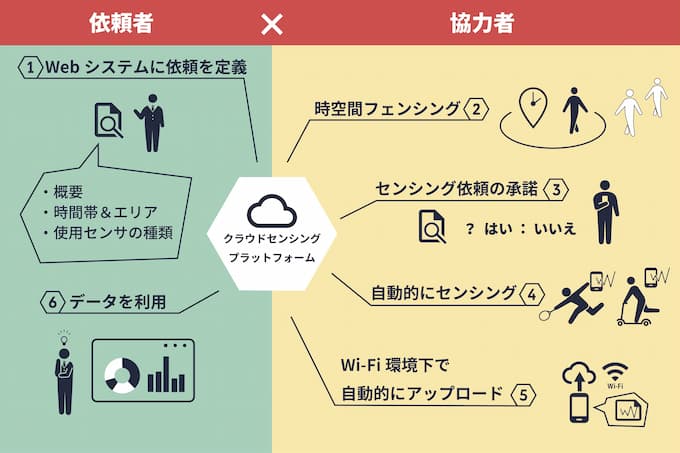 依頼者 × 協力者
1 Web システムに依頼を定義
・概要
・時間帯＆エリア
・使用センサの種類
6 データを利用
クラウドセンシング
プラットフォーム
時空間フェンシング 2
センシング依頼の承諾 3
？ はい：いいえ
自動的にセンシング 4
Wi-Fi 環境下で
自動的にアップロード 5
Wi-Fi